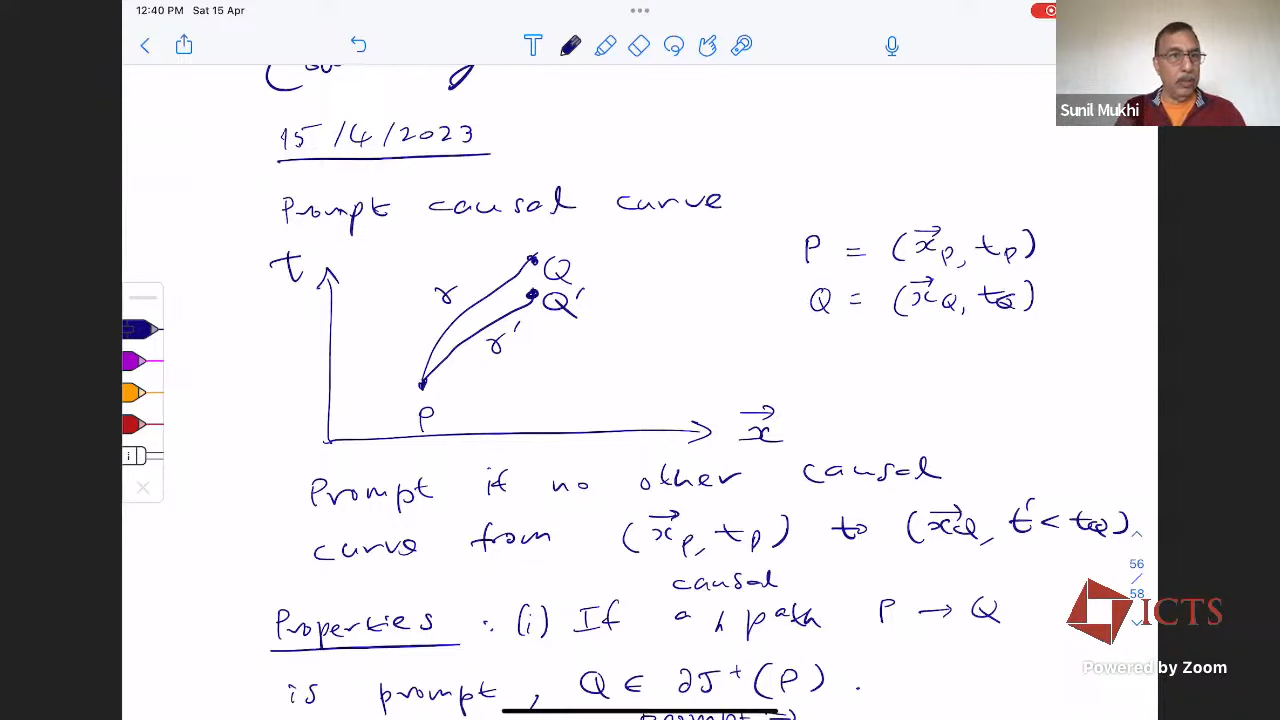 12:40 PM Sat 15 Apr
Sunil Mukhi
15/4/2023
Prompt causal curve
t
Q
Q'
γ
γ'
P
x⃗
P = (x⃗_P, t_P)
Q = (x⃗_Q, t_Q)
Prompt if no other causal
curve from (x⃗_P, t_P) to (x⃗_Q, t' < t_Q).
causal
Properties : (i) If a ∧ path P → Q
is prompt, Q ∈ ∂J⁺(P).
56
/
58
ICTS
Powered by Zoom